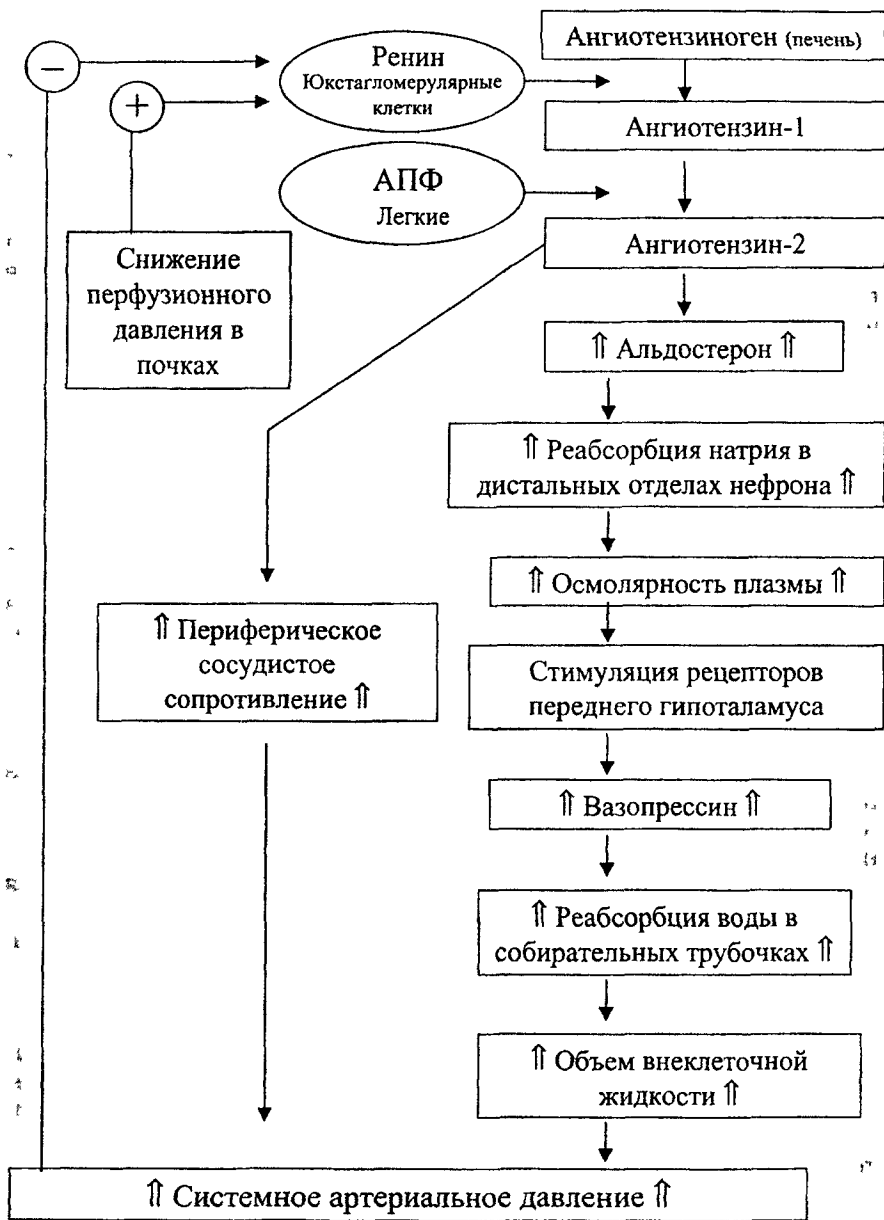 Ангиотензиноген (печень)
−
Ренин
Юкстагломерулярные
клетки
+
Ангиотензин-1
АПФ
Легкие
Ангиотензин-2
Снижение
перфузионного
давления в
почках
⇑ Альдостерон ⇑
⇑ Реабсорбция натрия в
дистальных отделах нефрона ⇑
⇑ Осмолярность плазмы ⇑
⇑ Периферическое
сосудистое
сопротивление ⇑
Стимуляция рецепторов
переднего гипоталамуса
⇑ Вазопрессин ⇑
⇑ Реабсорбция воды в
собирательных трубочках ⇑
⇑ Объем внеклеточной
жидкости ⇑
⇑ Системное артериальное давление ⇑